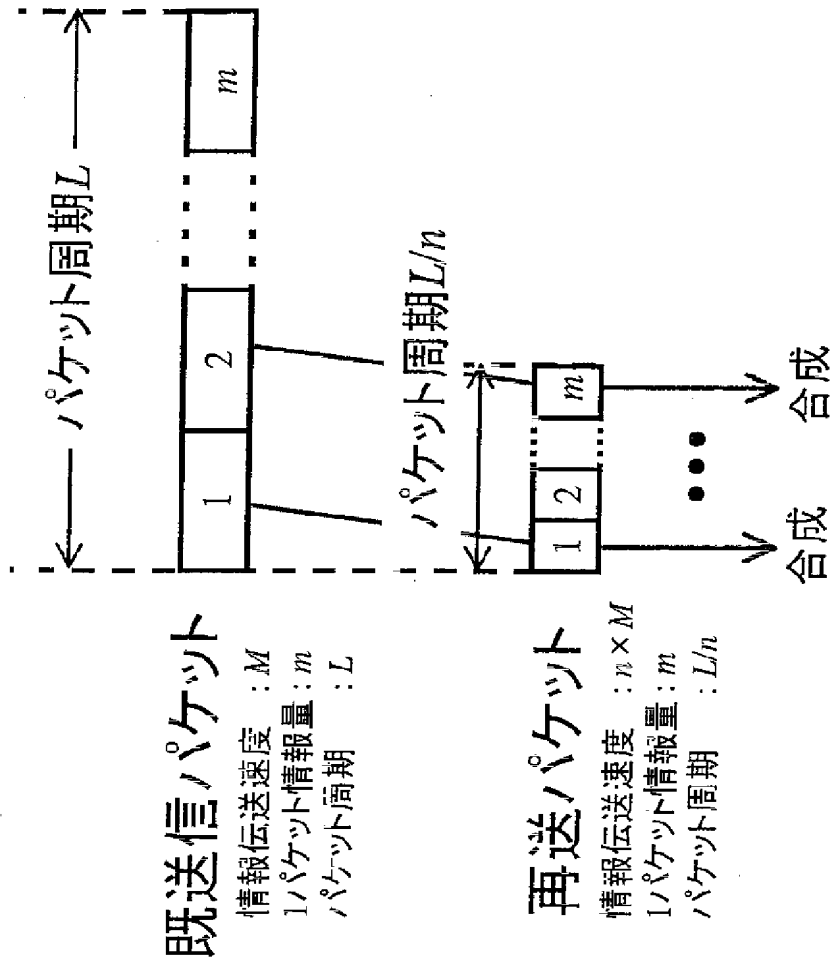 パケット周期L
1
2
m
既送信パケット
情報伝送速度 : M
1パケット情報量 : m
パケット周期 : L
パケット周期L/n
1
2
m
再送パケット
情報伝送速度 : n×M
1パケット情報量 : m
パケット周期 : L/n
合成
合成